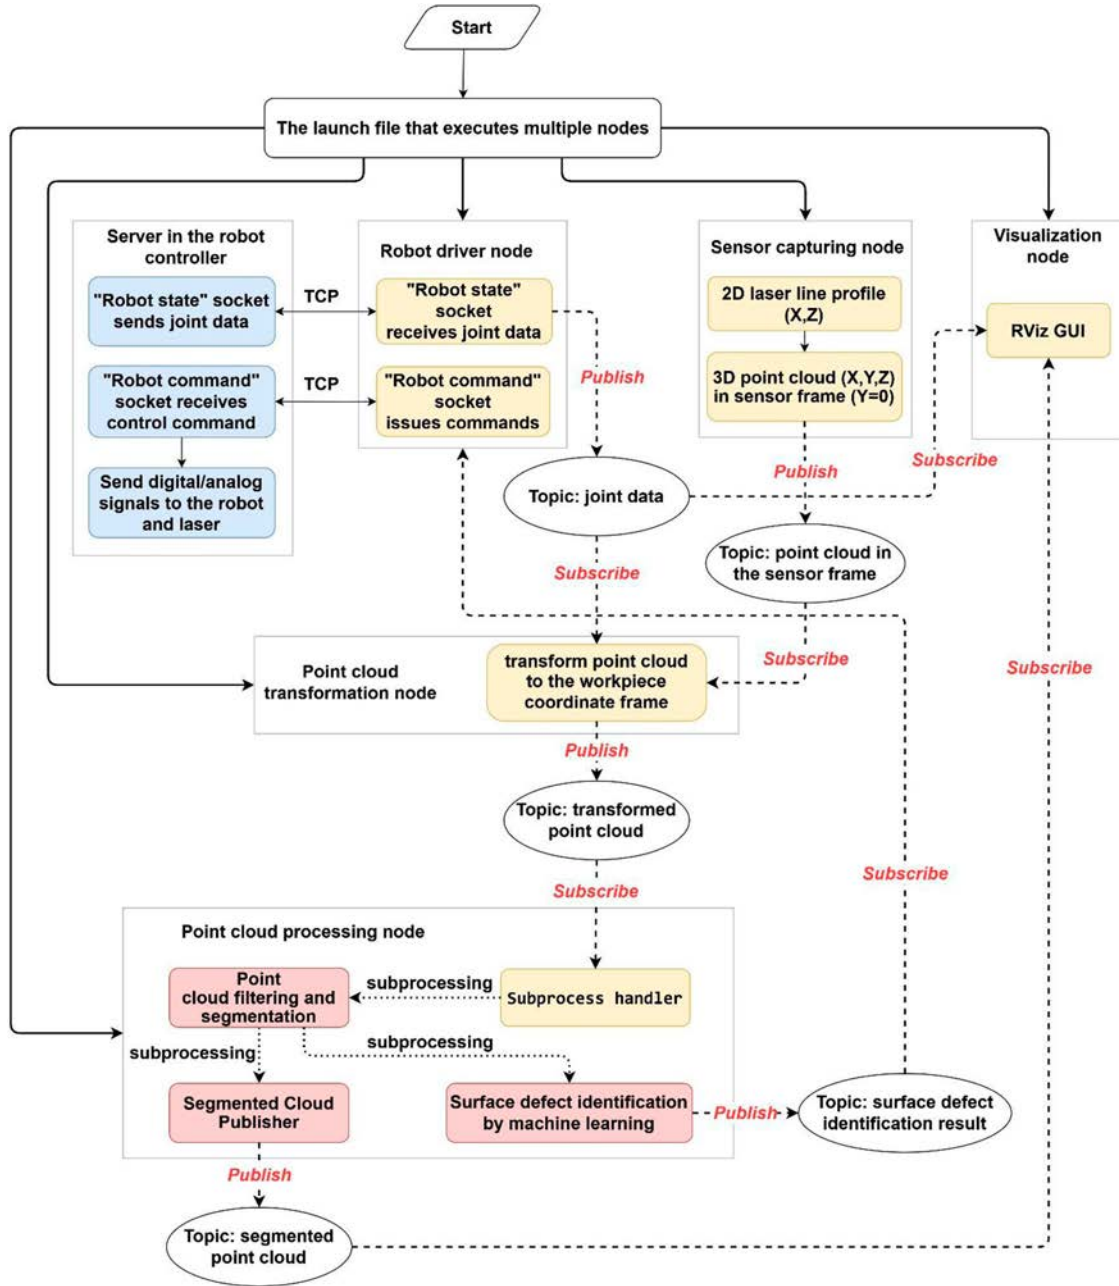 Start
The launch file that executes multiple nodes
Server in the robot
controller
"Robot state" socket
sends joint data
"Robot command"
socket receives
control command
Send digital/analog
signals to the robot
and laser
TCP
TCP
Robot driver node
"Robot state"
socket
receives joint data
"Robot command"
socket
issues commands
Sensor capturing node
2D laser line profile
(X,Z)
3D point cloud (X,Y,Z)
in sensor frame (Y=0)
Visualization
node
RViz GUI
Publish
Publish
Subscribe
Topic: joint data
Topic: point cloud in
the sensor frame
Subscribe
Subscribe
Subscribe
Point cloud
transformation node
transform point cloud
to the workpiece
coordinate frame
Publish
Topic: transformed
point cloud
Subscribe
Subscribe
Point cloud processing node
Point
cloud filtering and
segmentation
subprocessing
Subprocess handler
subprocessing
subprocessing
Segmented Cloud
Publisher
Surface defect identification
by machine learning
Publish
Topic: surface defect
identification result
Publish
Topic: segmented
point cloud